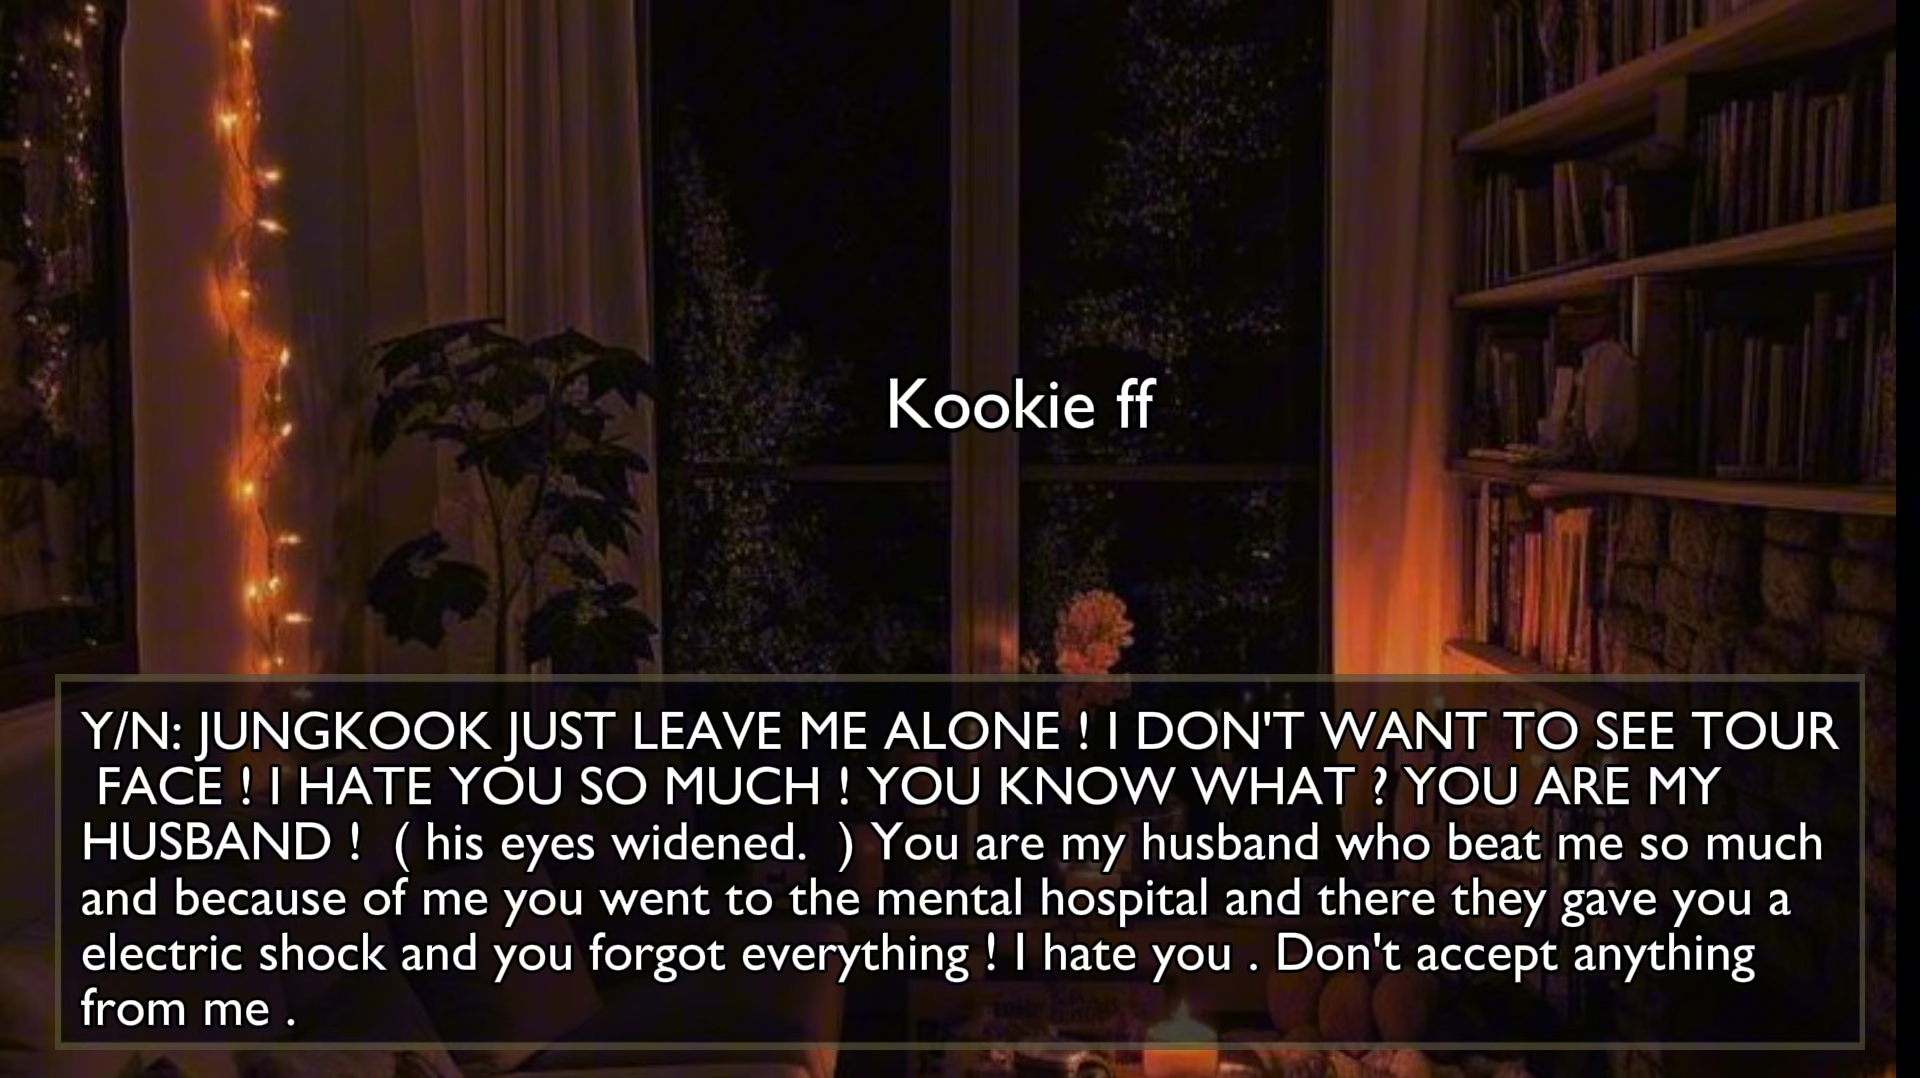 Kookie ff
Y/N: JUNGKOOK JUST LEAVE ME ALONE ! I DON'T WANT TO SEE TOUR
FACE ! I HATE YOU SO MUCH ! YOU KNOW WHAT ? YOU ARE MY
HUSBAND ! ( his eyes widened. ) You are my husband who beat me so much
and because of me you went to the mental hospital and there they gave you a
electric shock and you forgot everything ! I hate you . Don't accept anything
from me .